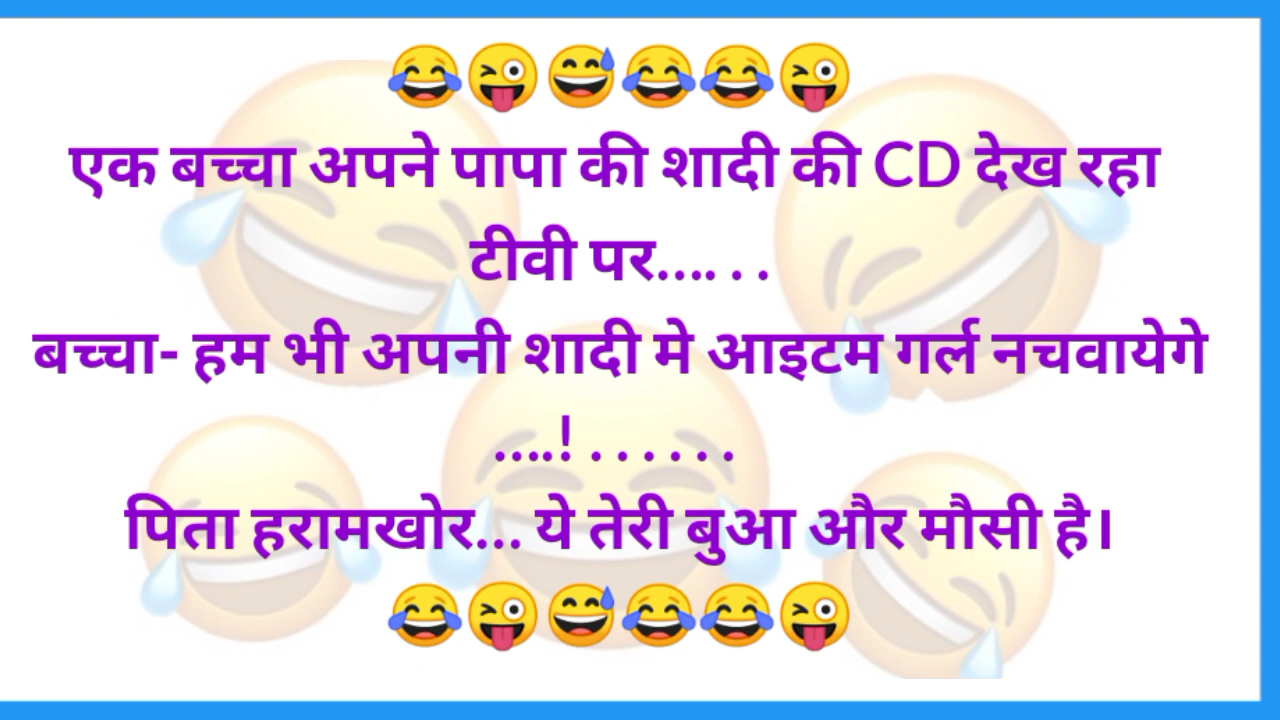 😂😜😅😂😂😜
एक बच्चा अपने पापा की शादी की CD देख रहा
टीवी पर…. . .
बच्चा- हम भी अपनी शादी मे आइटम गर्ल नचवायेगे
….! . . . . . .
पिता हरामखोर… ये तेरी बुआ और मौसी है।
😂😜😅😂😂😜